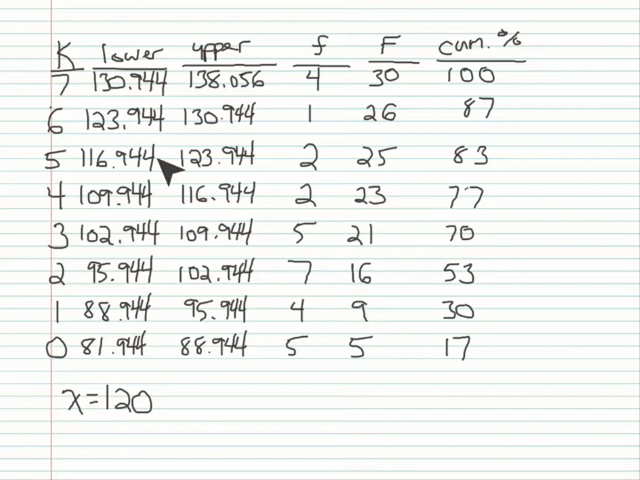 K lower upper f F cum. %
7 130.944 138.056 4 30 100
6 123.944 130.944 1 26 87
5 116.944 123.944 2 25 83
4 109.944 116.944 2 23 77
3 102.944 109.944 5 21 70
2 95.944 102.944 7 16 53
1 88.944 95.944 4 9 30
0 81.944 88.944 5 5 17
x=120